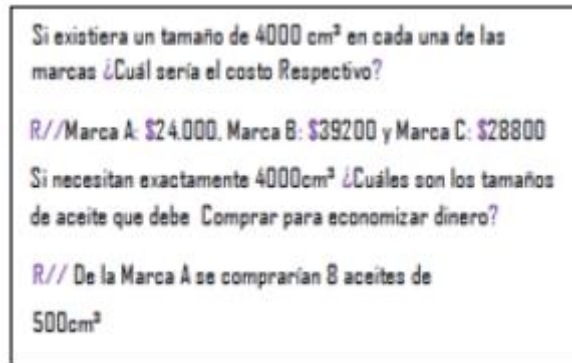 Si existiera un tamaño de 4000 cm³ en cada una de las
marcas ¿Cuál sería el costo Respectivo?
R//Marca A: $24.000, Marca B: $39200 y Marca C: $28800
Si necesitan exactamente 4000cm³ ¿Cuáles son los tamaños
de aceite que debe Comprar para economizar dinero?
R// De la Marca A se comprarían 8 aceites de
500cm³